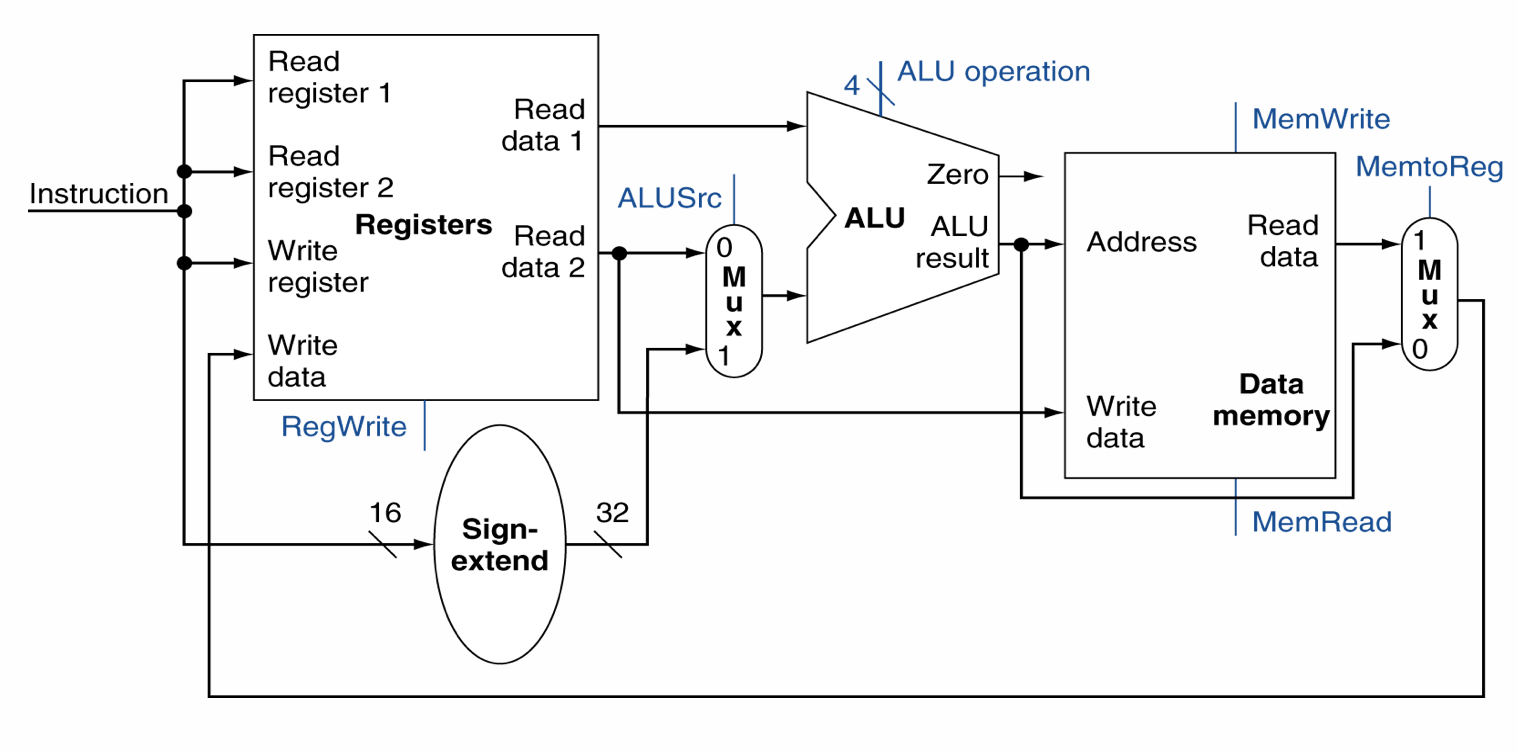 Instruction
Read
register 1
Read
register 2
Write
register
Write
data
Registers
Read
data 1
Read
data 2
RegWrite
16
Sign-
extend
32
ALUSrc
0
M
u
x
1
4
ALU operation
ALU
Zero
ALU
result
MemWrite
Address
Write
data
Read
data
Data
memory
MemRead
MemtoReg
1
M
u
x
0